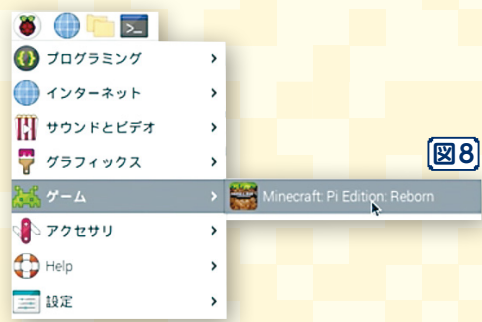 プログラミング
インターネット
サウンドとビデオ
グラフィックス
図8
ゲーム
Minecraft: Pi Edition: Reborn
アクセサリ
Help
設定